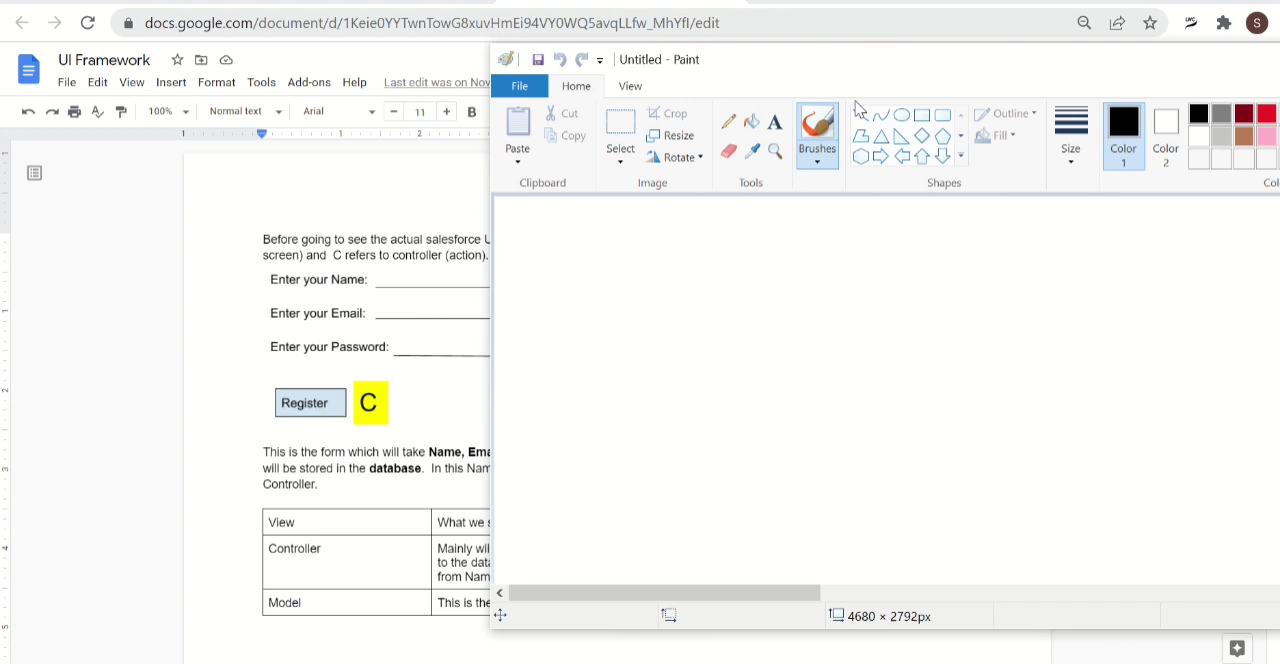 docs.google.com/document/d/1Keie0YYTwnTowG8xuvHmEi94VY0WQ5avqLLfw_MhYfI/edit
S
UI Framework
File Edit View Insert Format Tools Add-ons Help Last edit was on Nov
100% Normal text Arial 11 B
1 1 2
Before going to see the actual salesforce U
screen) and C refers to controller (action).
Enter your Name:
Enter your Email:
Enter your Password:
Register C
This is the form which will take Name, Ema
will be stored in the database. In this Nam
Controller.
View What we s
Controller Mainly wil
to the data
from Nam
Model This is the
Untitled - Paint
File Home View
Paste
Cut
Copy
Clipboard
Select
Crop
Resize
Rotate
Image
A
Tools
Brushes
Outline
Fill
Shapes
Size
Color 1
Color 2
Col
4680 × 2792px